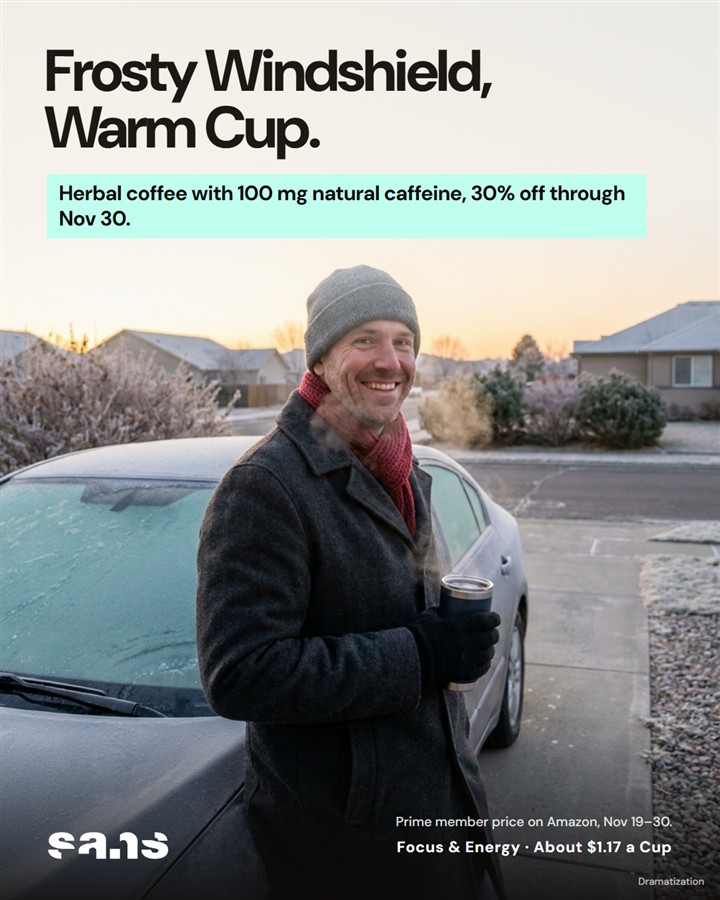 Frosty Windshield,
Warm Cup.
Herbal coffee with 100 mg natural caffeine, 30% off through
Nov 30.
Prime member price on Amazon, Nov 19–30.
sans
Focus & Energy · About $1.17 a Cup
Dramatization